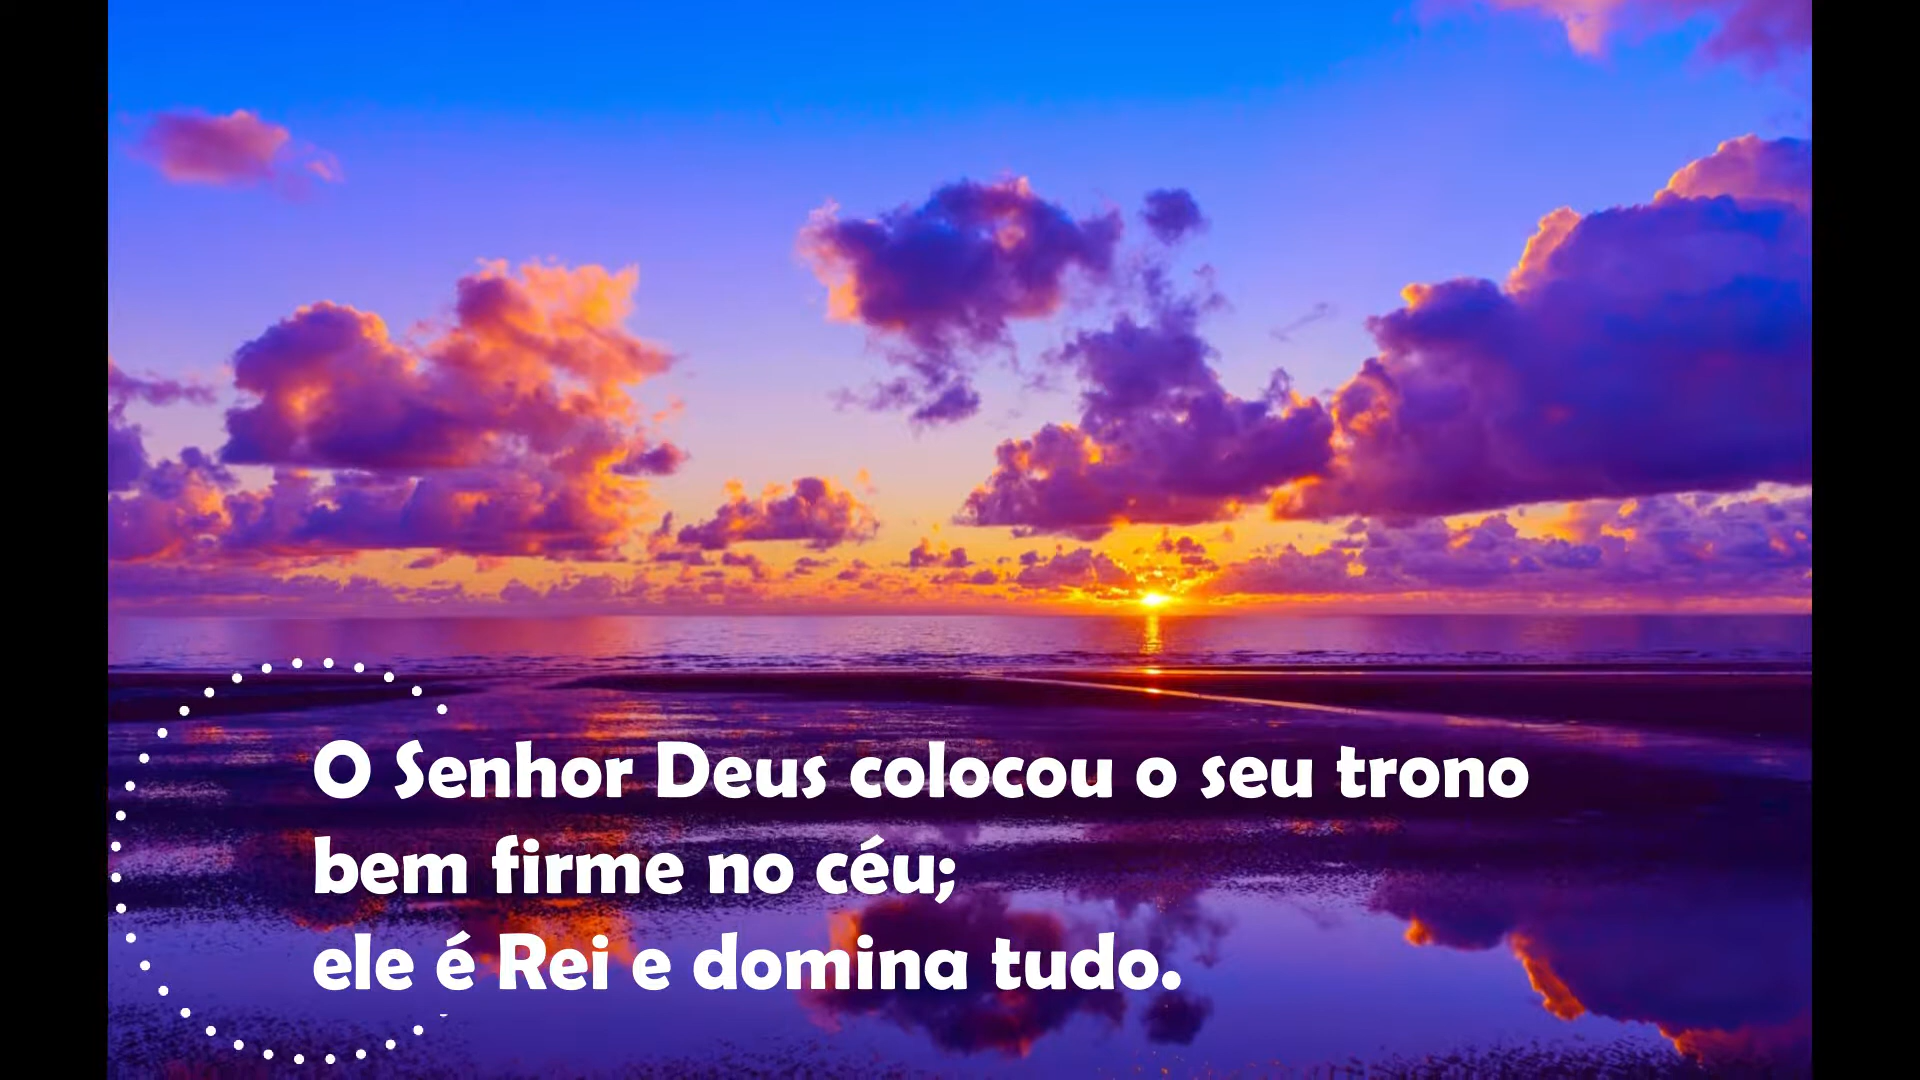 O Senhor Deus colocou o seu trono
bem firme no céu;
ele é Rei e domina tudo.